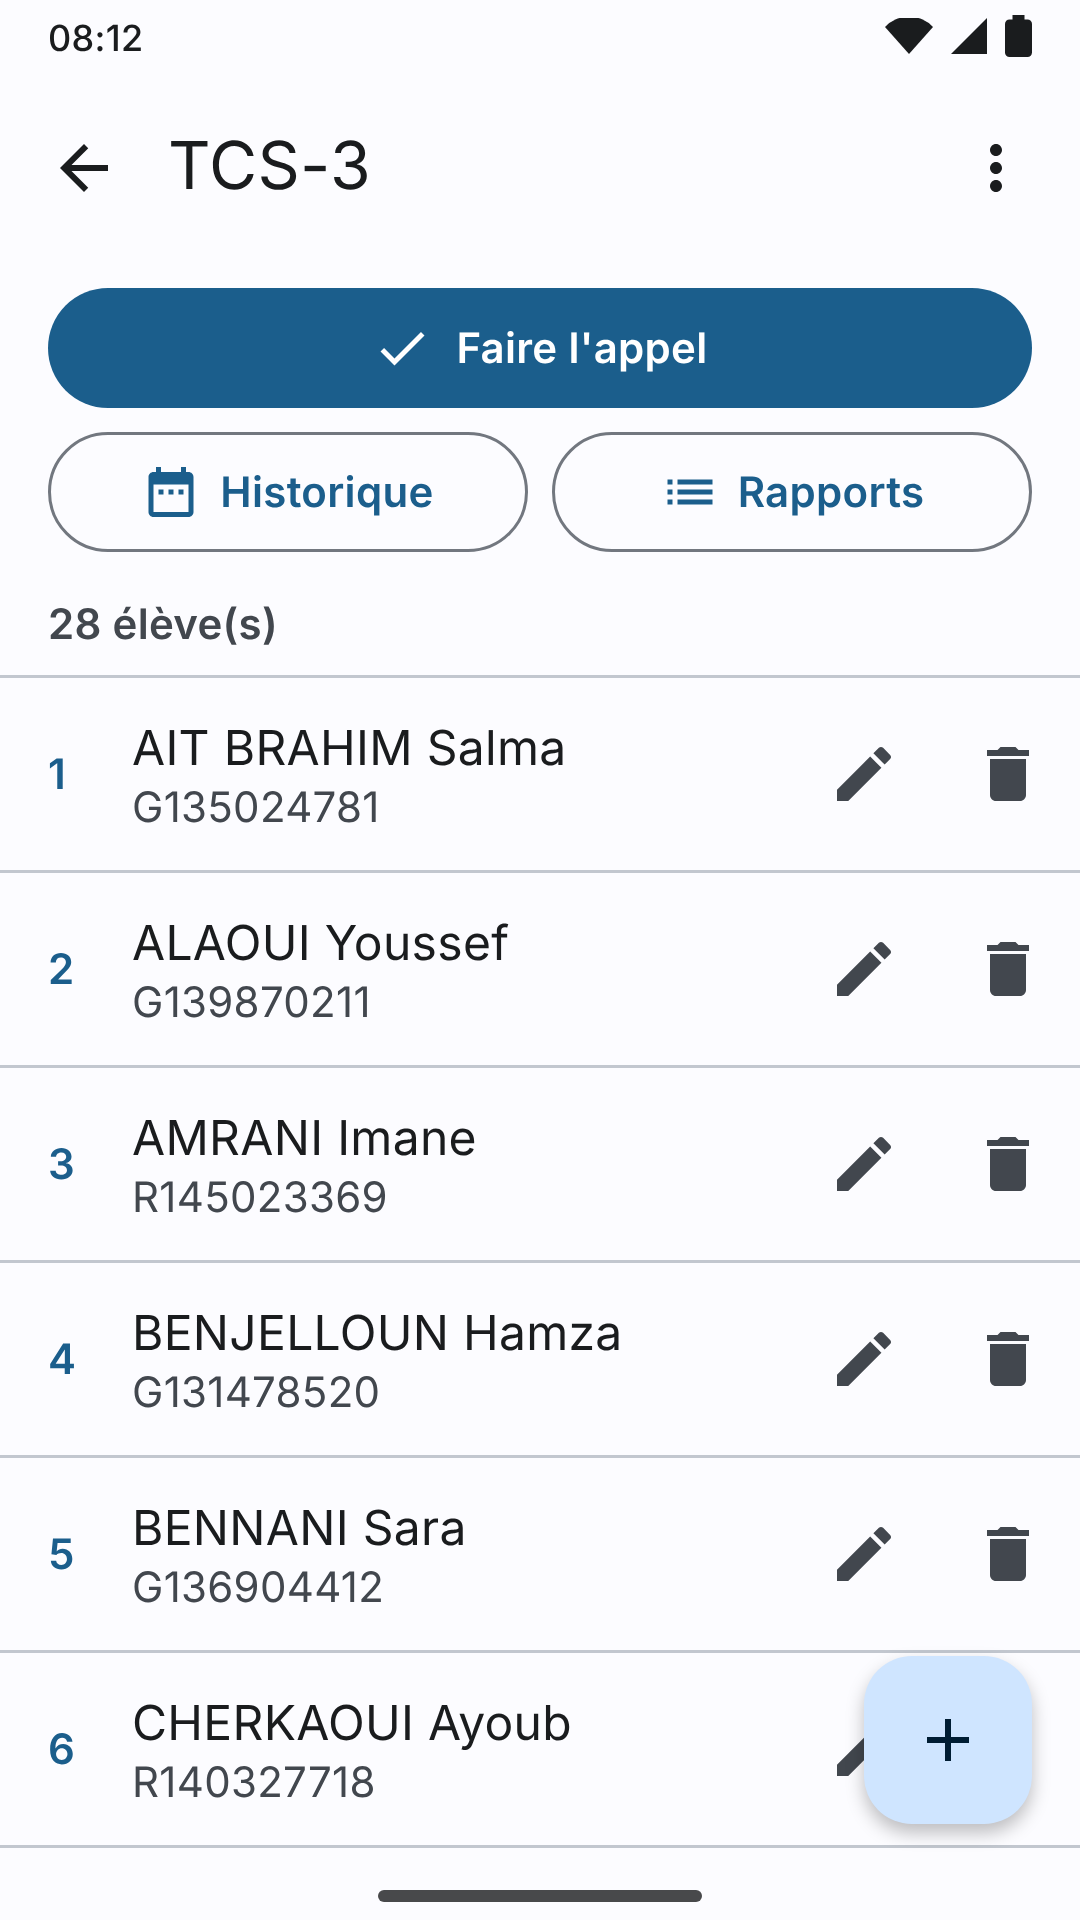 08:12
TCS-3
Faire l'appel
Historique
Rapports
28 élève(s)
1
AIT BRAHIM Salma
G135024781
2
ALAOUI Youssef
G139870211
3
AMRANI Imane
R145023369
4
BENJELLOUN Hamza
G131478520
5
BENNANI Sara
G136904412
6
CHERKAOUI Ayoub
R140327718